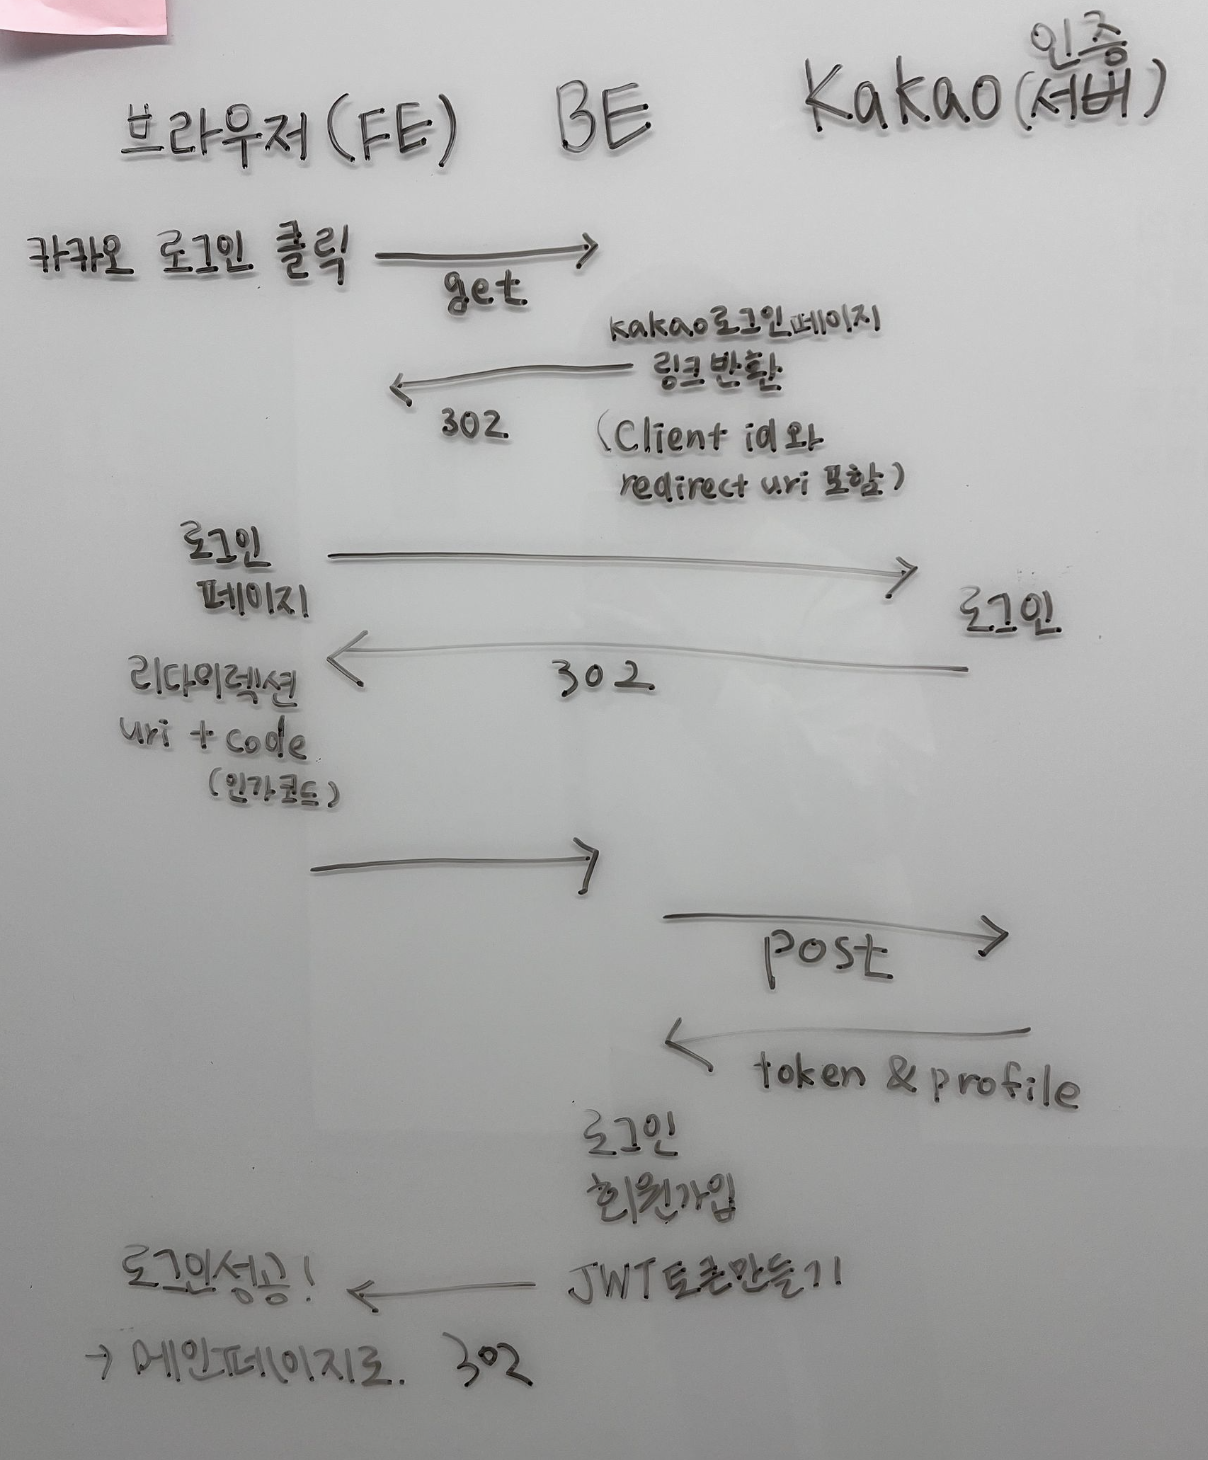 브라우저(FE) BE Kakao(인증서버)
카카오 로그인 클릭
get
kakao로그인페이지
링크반환
302
(Client id와
redirect uri 포함)
로그인
페이지
로그인
302
리다이렉션
uri + code
(인가코드)
post
token & profile
로그인
회원가입
로그인성공!
JWT토큰만들기
→ 메인페이지로. 302